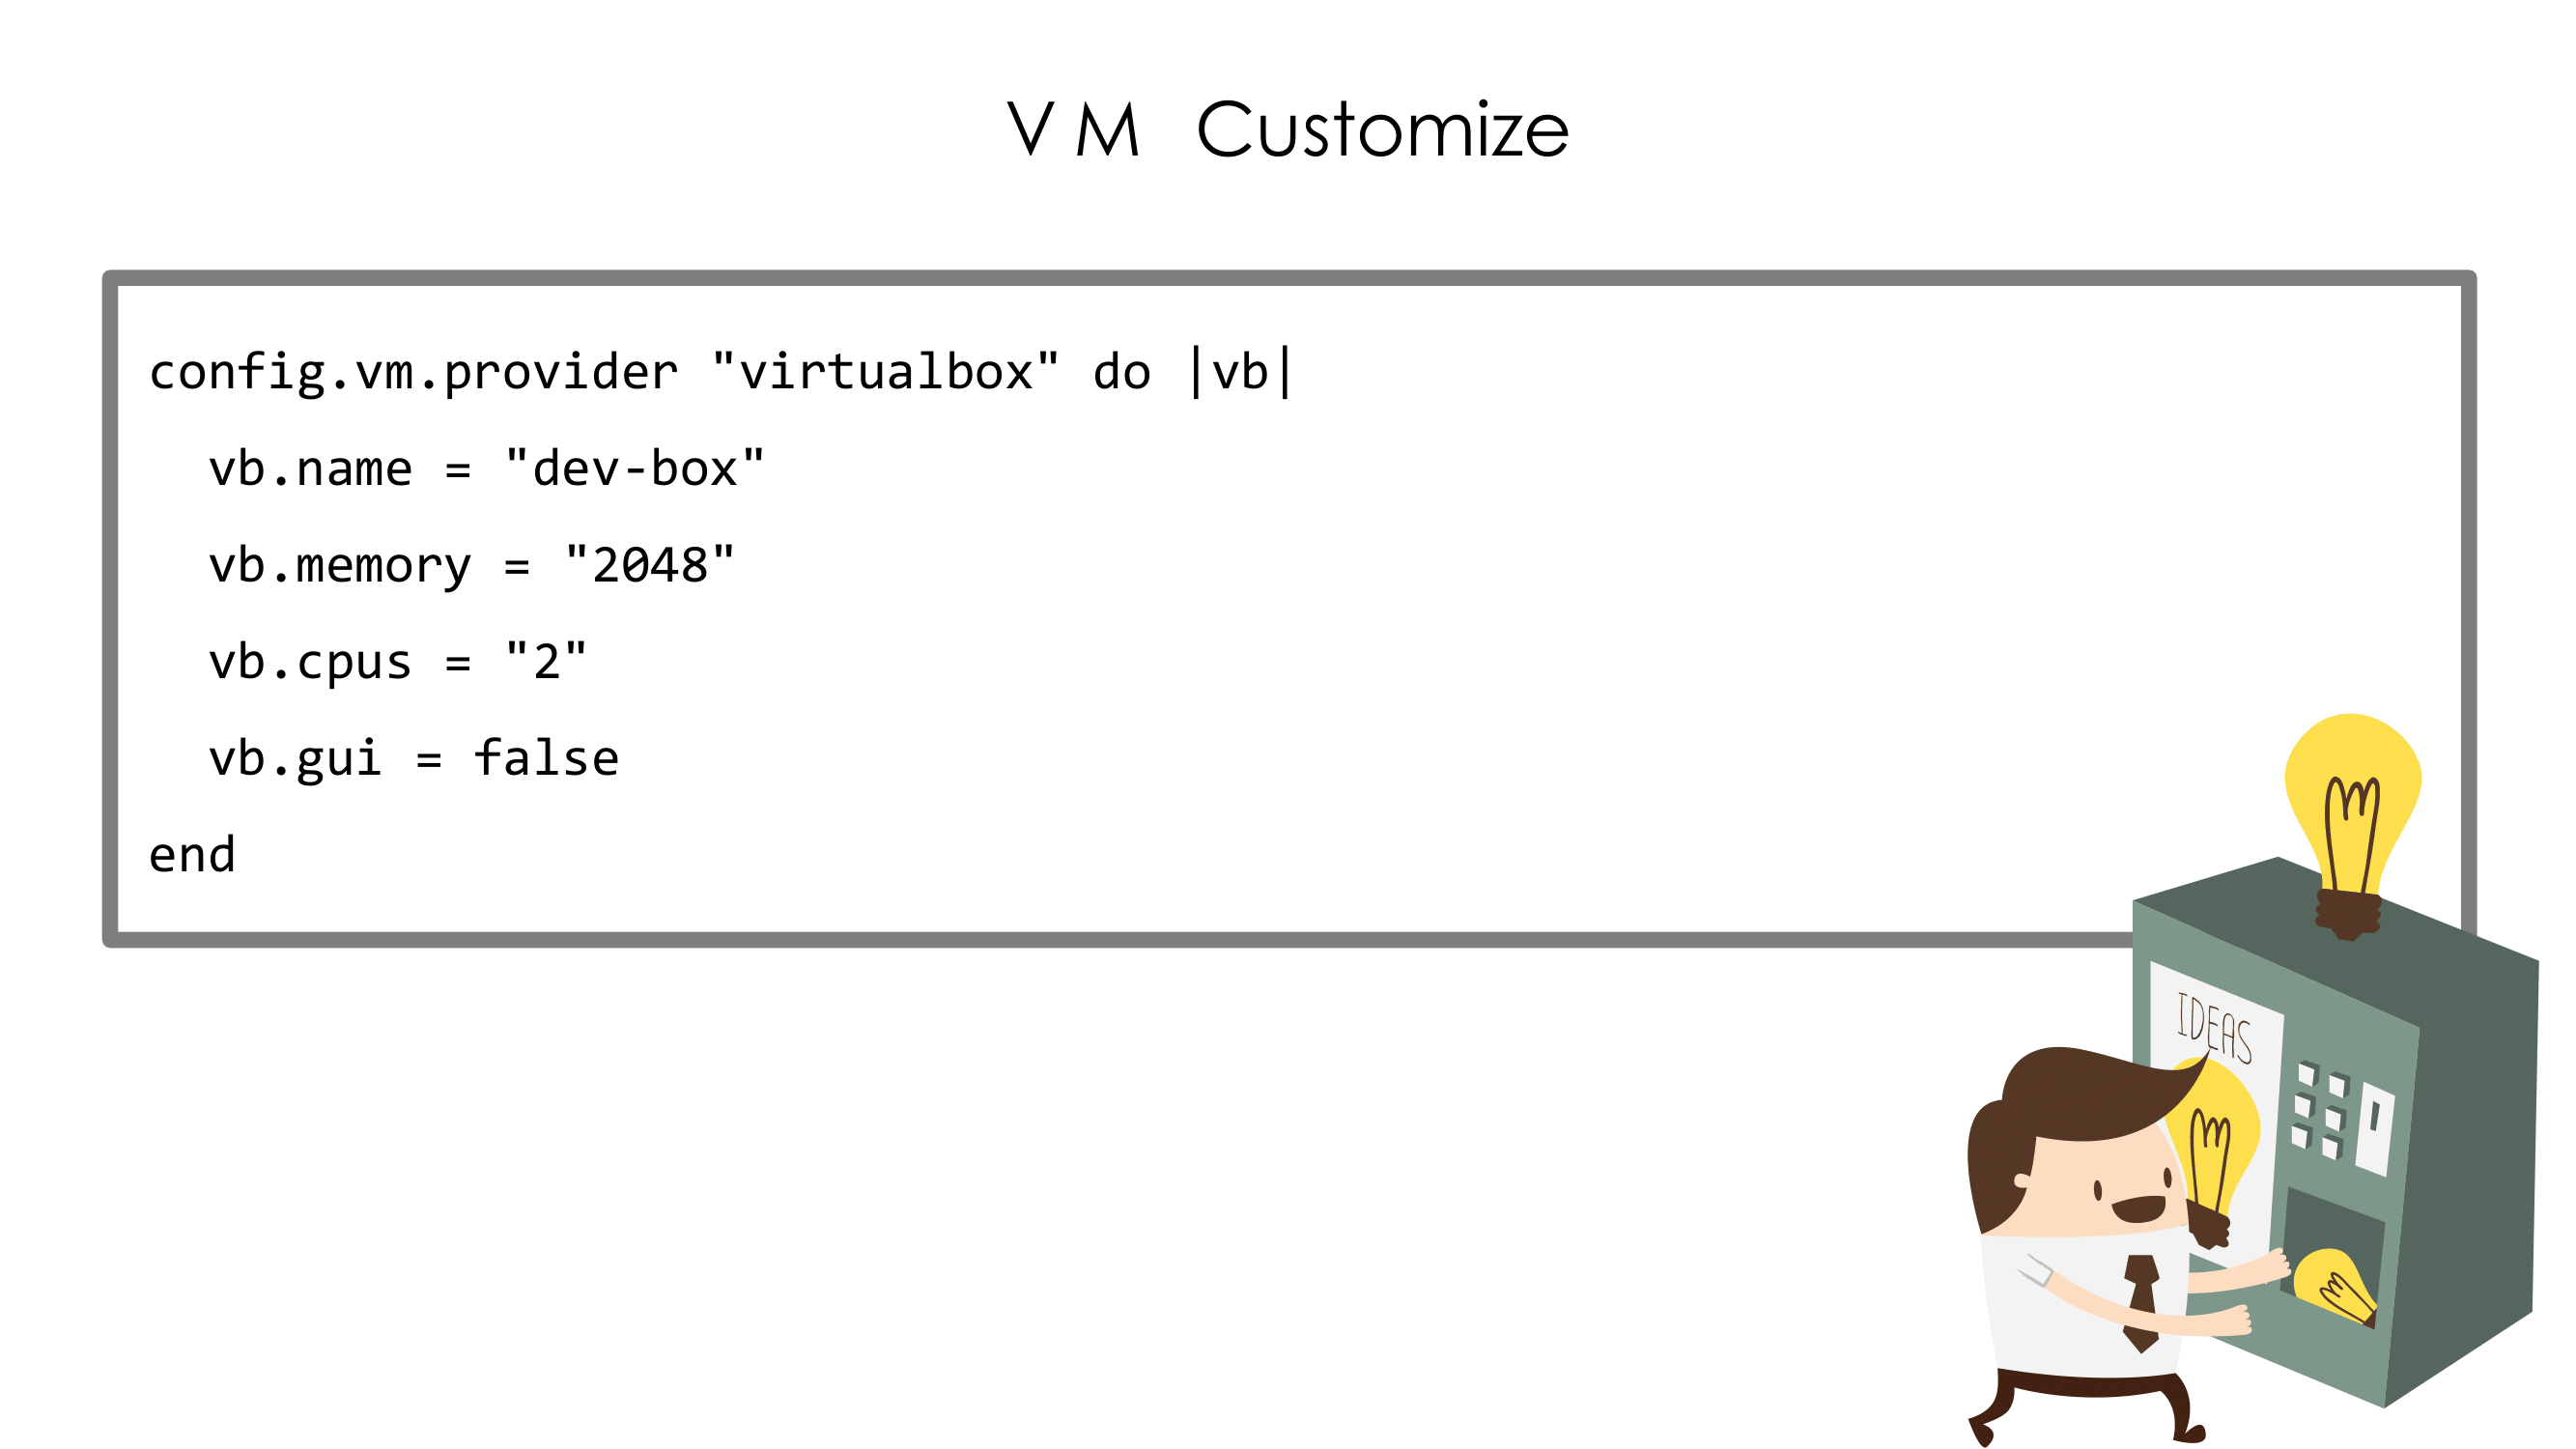 VM Customize
config.vm.provider "virtualbox" do |vb|
  vb.name = "dev-box"
  vb.memory = "2048"
  vb.cpus = "2"
  vb.gui = false
end
IDEAS